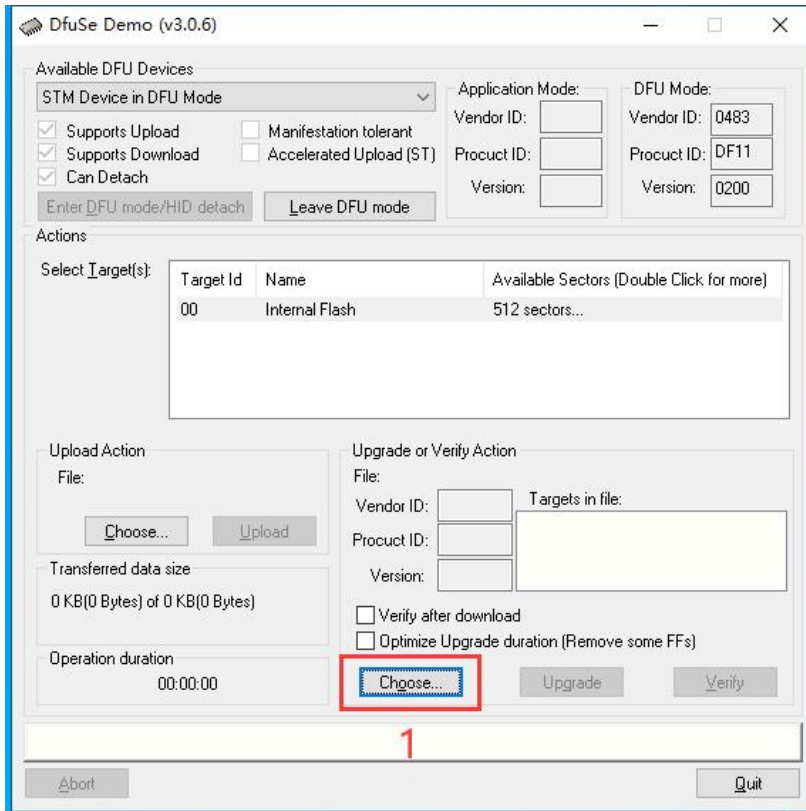 DfuSe Demo (v3.0.6)
Available DFU Devices
STM Device in DFU Mode
Supports Upload
Manifestation tolerant
Supports Download
Accelerated Upload (ST)
Can Detach
Enter DFU mode/HID detach
Leave DFU mode
Application Mode:
Vendor ID:
Procuct ID:
Version:
DFU Mode:
Vendor ID: 0483
Procuct ID: DF11
Version: 0200
Actions
Select Target(s):
Target Id Name Available Sectors (Double Click for more)
00 Internal Flash 512 sectors...
Upload Action
File:
Choose... Upload
Transferred data size
0 KB(0 Bytes) of 0 KB(0 Bytes)
Operation duration
00:00:00
Upgrade or Verify Action
File:
Vendor ID:
Procuct ID:
Version:
Targets in file:
Verify after download
Optimize Upgrade duration (Remove some FFs)
Choose... Upgrade Verify
1
Abort Quit